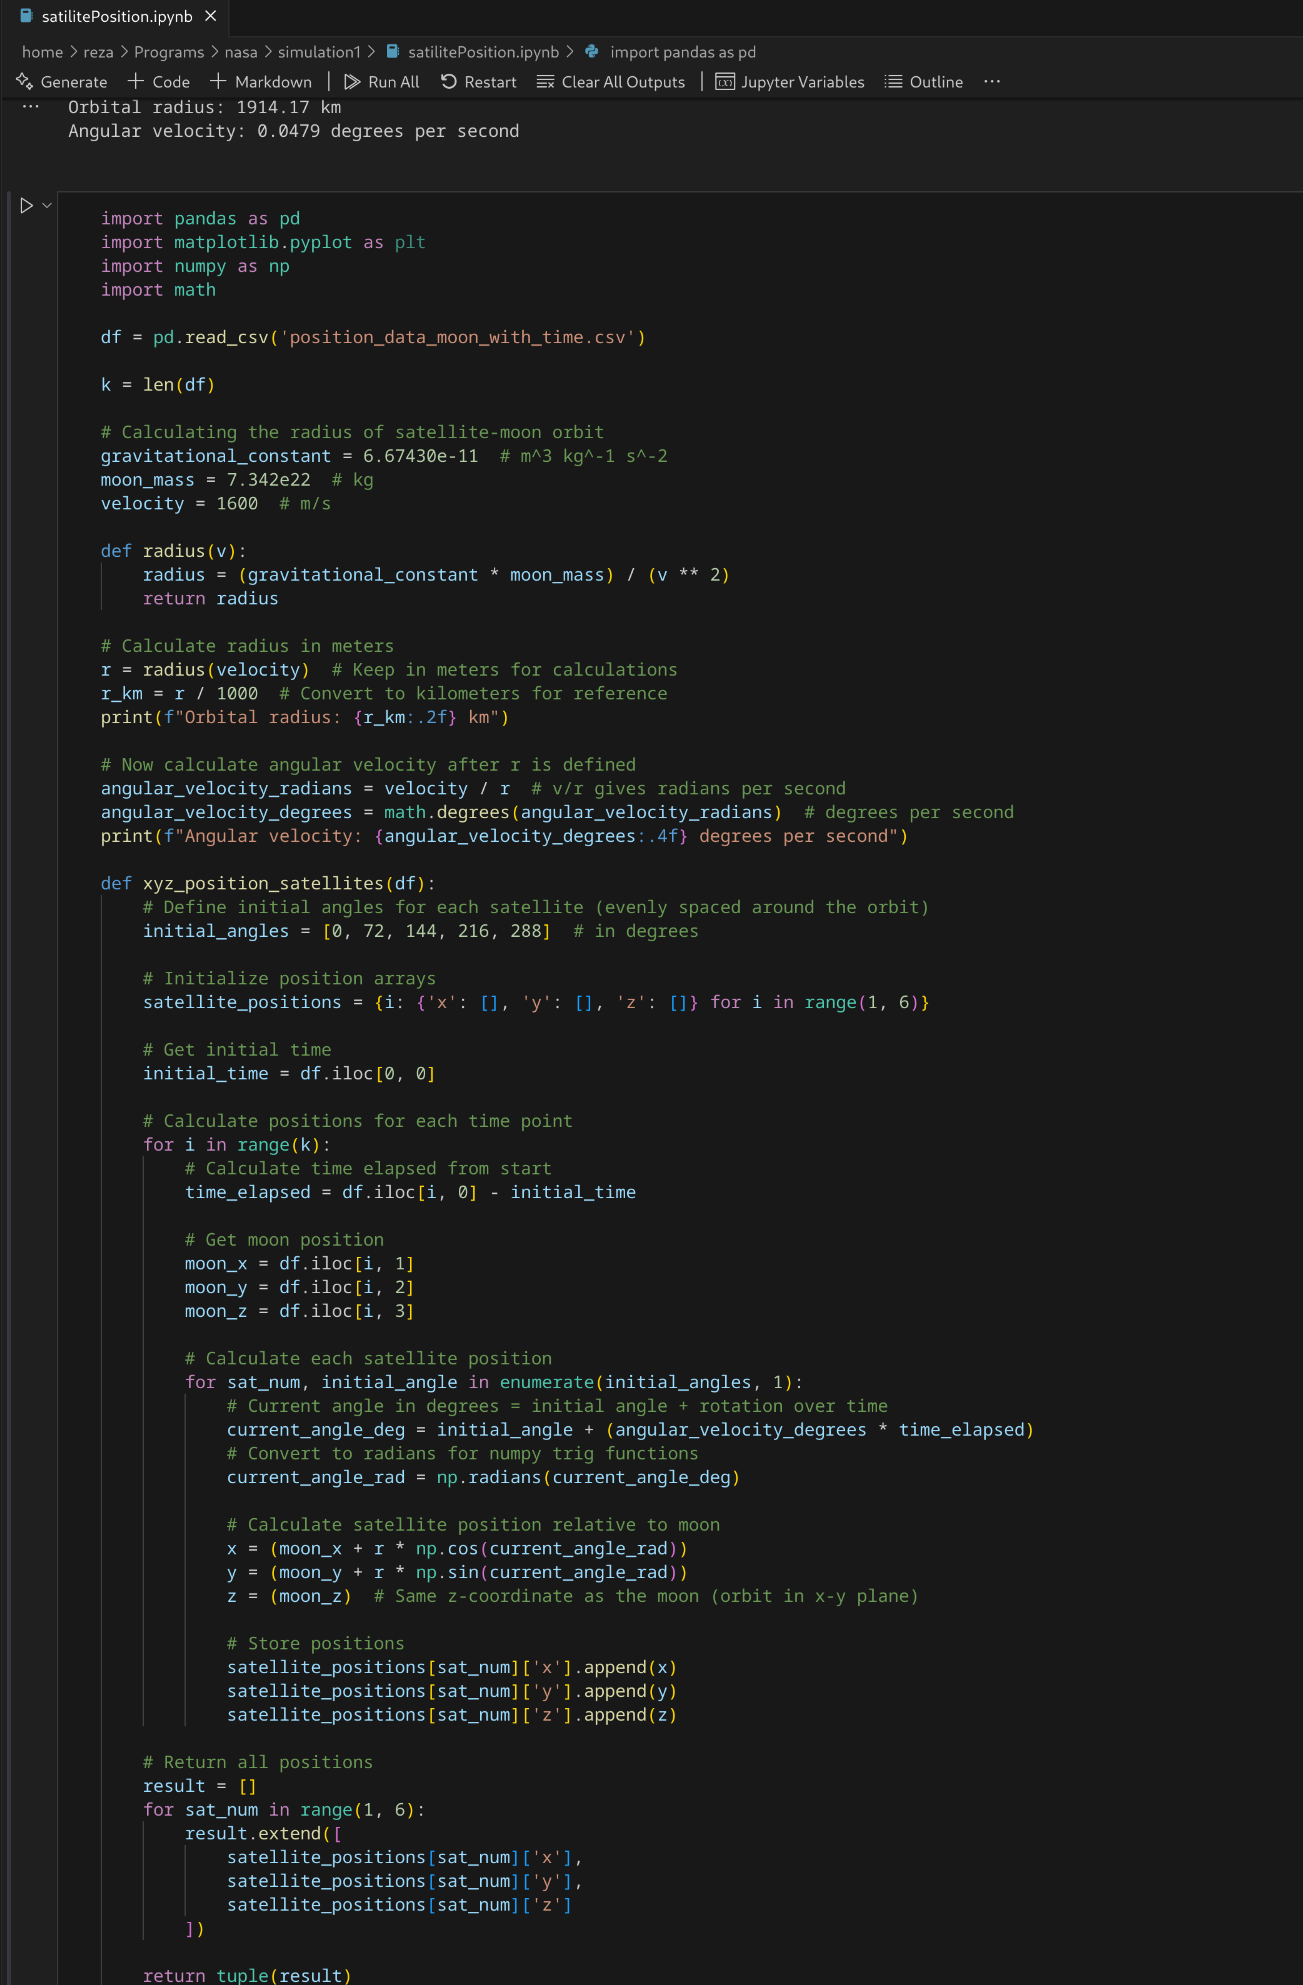 satilitePosition.ipynb
home > reza > Programs > nasa > simulation1 > satilitePosition.ipynb > import pandas as pd
Generate + Code + Markdown | Run All Restart Clear All Outputs | Jupyter Variables Outline ...
... Orbital radius: 1914.17 km
Angular velocity: 0.0479 degrees per second
import pandas as pd
import matplotlib.pyplot as plt
import numpy as np
import math
df = pd.read_csv('position_data_moon_with_time.csv')
k = len(df)
# Calculating the radius of satellite-moon orbit
gravitational_constant = 6.67430e-11  # m^3 kg^-1 s^-2
moon_mass = 7.342e22  # kg
velocity = 1600  # m/s
def radius(v):
    radius = (gravitational_constant * moon_mass) / (v ** 2)
    return radius
# Calculate radius in meters
r = radius(velocity)  # Keep in meters for calculations
r_km = r / 1000  # Convert to kilometers for reference
print(f"Orbital radius: {r_km:.2f} km")
# Now calculate angular velocity after r is defined
angular_velocity_radians = velocity / r  # v/r gives radians per second
angular_velocity_degrees = math.degrees(angular_velocity_radians)  # degrees per second
print(f"Angular velocity: {angular_velocity_degrees:.4f} degrees per second")
def xyz_position_satellites(df):
    # Define initial angles for each satellite (evenly spaced around the orbit)
    initial_angles = [0, 72, 144, 216, 288]  # in degrees
    # Initialize position arrays
    satellite_positions = {i: {'x': [], 'y': [], 'z': []} for i in range(1, 6)}
    # Get initial time
    initial_time = df.iloc[0, 0]
    # Calculate positions for each time point
    for i in range(k):
        # Calculate time elapsed from start
        time_elapsed = df.iloc[i, 0] - initial_time
        # Get moon position
        moon_x = df.iloc[i, 1]
        moon_y = df.iloc[i, 2]
        moon_z = df.iloc[i, 3]
        # Calculate each satellite position
        for sat_num, initial_angle in enumerate(initial_angles, 1):
            # Current angle in degrees = initial angle + rotation over time
            current_angle_deg = initial_angle + (angular_velocity_degrees * time_elapsed)
            # Convert to radians for numpy trig functions
            current_angle_rad = np.radians(current_angle_deg)
            # Calculate satellite position relative to moon
            x = (moon_x + r * np.cos(current_angle_rad))
            y = (moon_y + r * np.sin(current_angle_rad))
            z = (moon_z)  # Same z-coordinate as the moon (orbit in x-y plane)
            # Store positions
            satellite_positions[sat_num]['x'].append(x)
            satellite_positions[sat_num]['y'].append(y)
            satellite_positions[sat_num]['z'].append(z)
    # Return all positions
    result = []
    for sat_num in range(1, 6):
        result.extend([
            satellite_positions[sat_num]['x'],
            satellite_positions[sat_num]['y'],
            satellite_positions[sat_num]['z']
        ])
    return tuple(result)